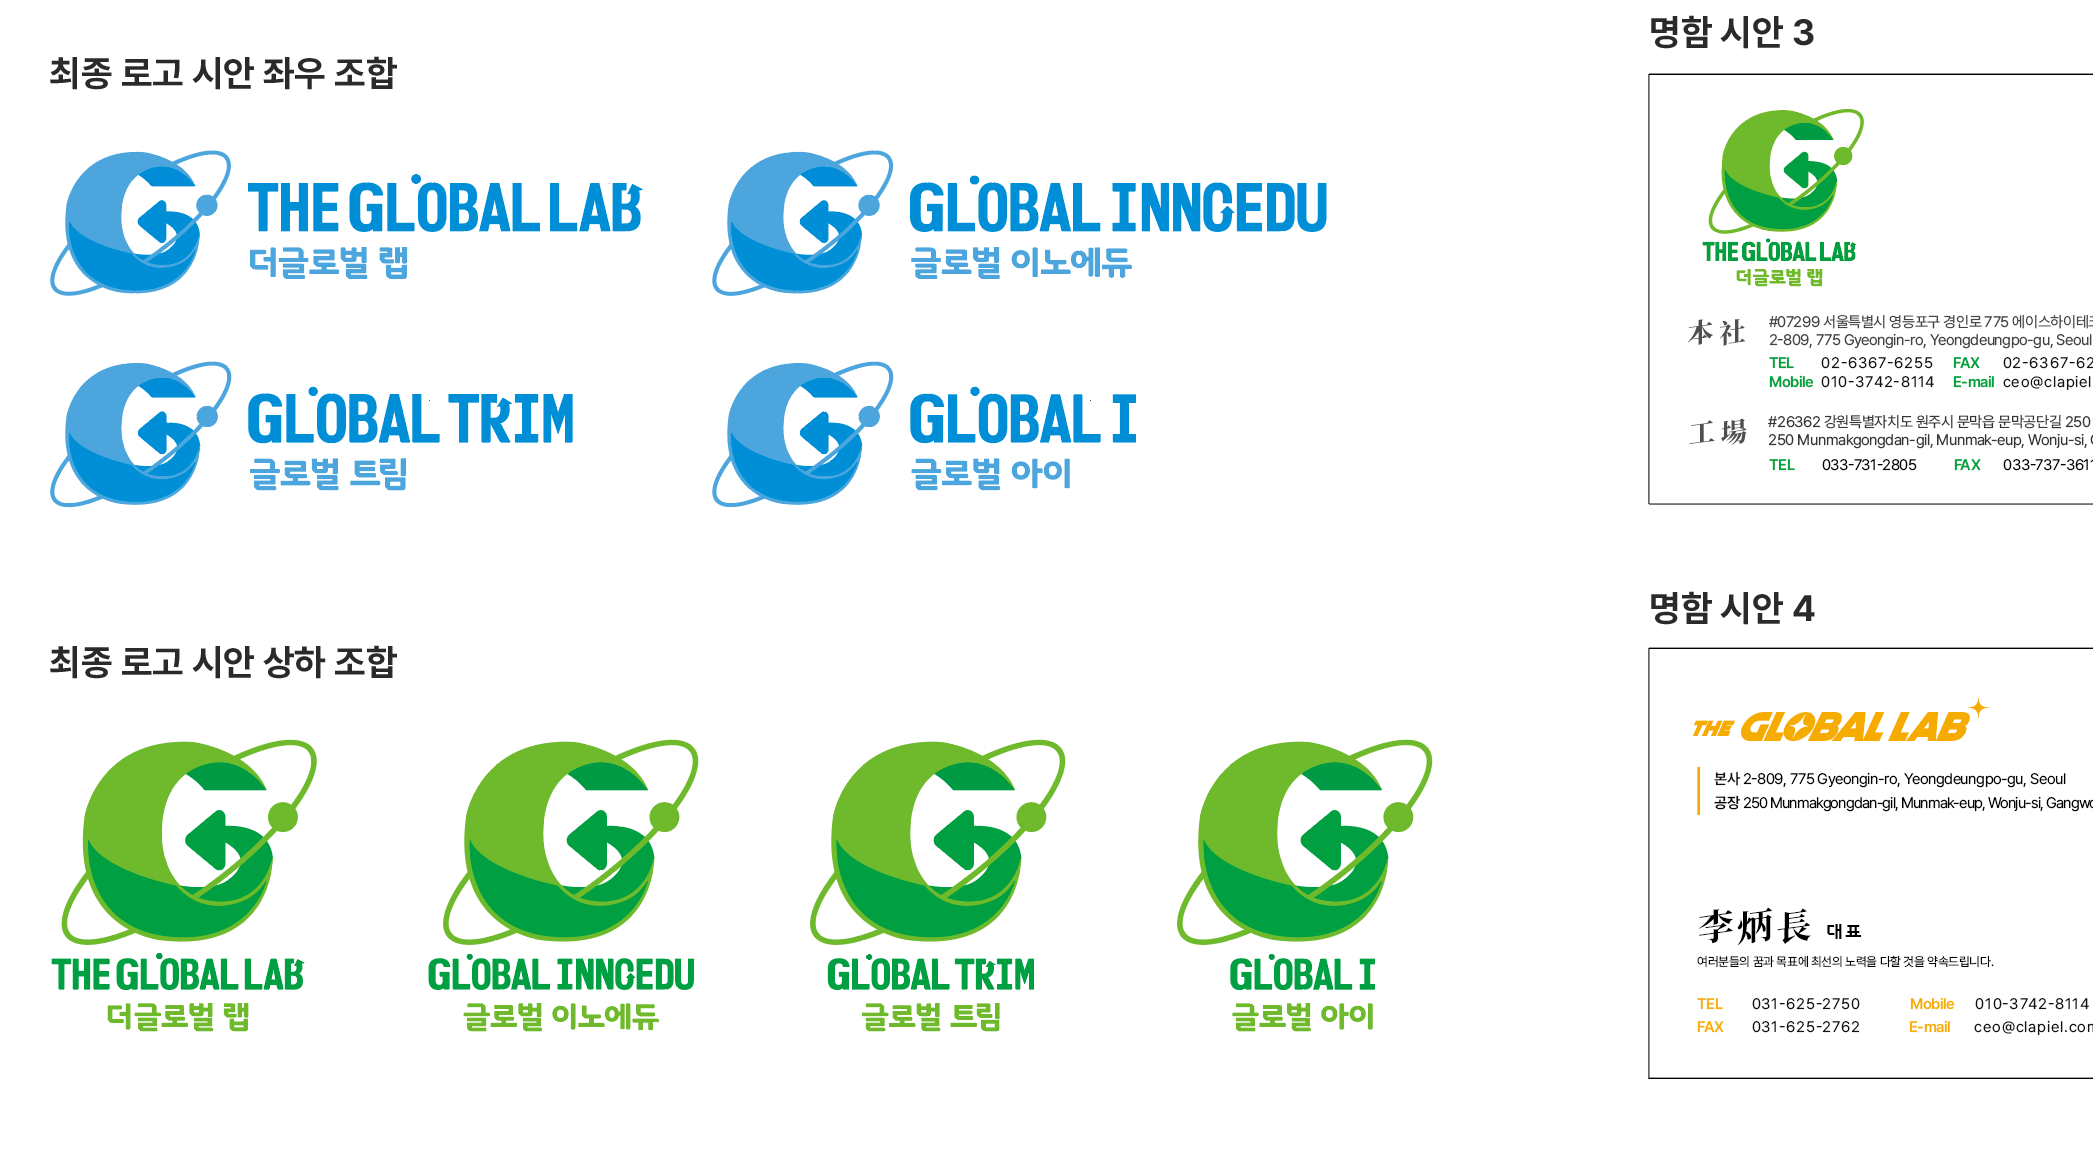 최종 로고 시안 좌우 조합
THE GLOBAL LAB
더글로벌 랩
GLOBAL INNOEDU
글로벌 이노에듀
GLOBAL TRIM
글로벌 트림
GLOBAL I
글로벌 아이
최종 로고 시안 상하 조합
THE GLOBAL LAB
더글로벌 랩
GLOBAL INNOEDU
글로벌 이노에듀
GLOBAL TRIM
글로벌 트림
GLOBAL I
글로벌 아이
명함 시안 3
THE GLOBAL LAB
더글로벌 랩
本社
#07299 서울특별시 영등포구 경인로 775 에이스하이테
2-809, 775 Gyeongin-ro, Yeongdeungpo-gu, Seoul
TEL 02-6367-6255 FAX 02-6367-62
Mobile 010-3742-8114 E-mail ceo@clapiel
工場
#26362 강원특별자치도 원주시 문막읍 문막공단길 250
250 Munmakgongdan-gil, Munmak-eup, Wonju-si,
TEL 033-731-2805 FAX 033-737-3611
명함 시안 4
THE GLOBAL LAB
본사 2-809, 775 Gyeongin-ro, Yeongdeungpo-gu, Seoul
공장 250 Munmakgongdan-gil, Munmak-eup, Wonju-si, Gangwo
李炳長 대표
여러분들의 꿈과 목표에 최선의 노력을 다할 것을 약속드립니다.
TEL 031-625-2750 Mobile 010-3742-8114
FAX 031-625-2762 E-mail ceo@clapiel.com